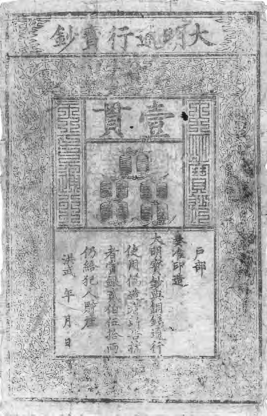 大明通行寶鈔
壹貫
大明寶鈔
天下通行
戶部
奏准印造
大明寶鈔與銅錢通行
使用僞造者斬告捕
者賞銀貳伯伍拾兩
仍給犯人財產
洪武 年 月 日